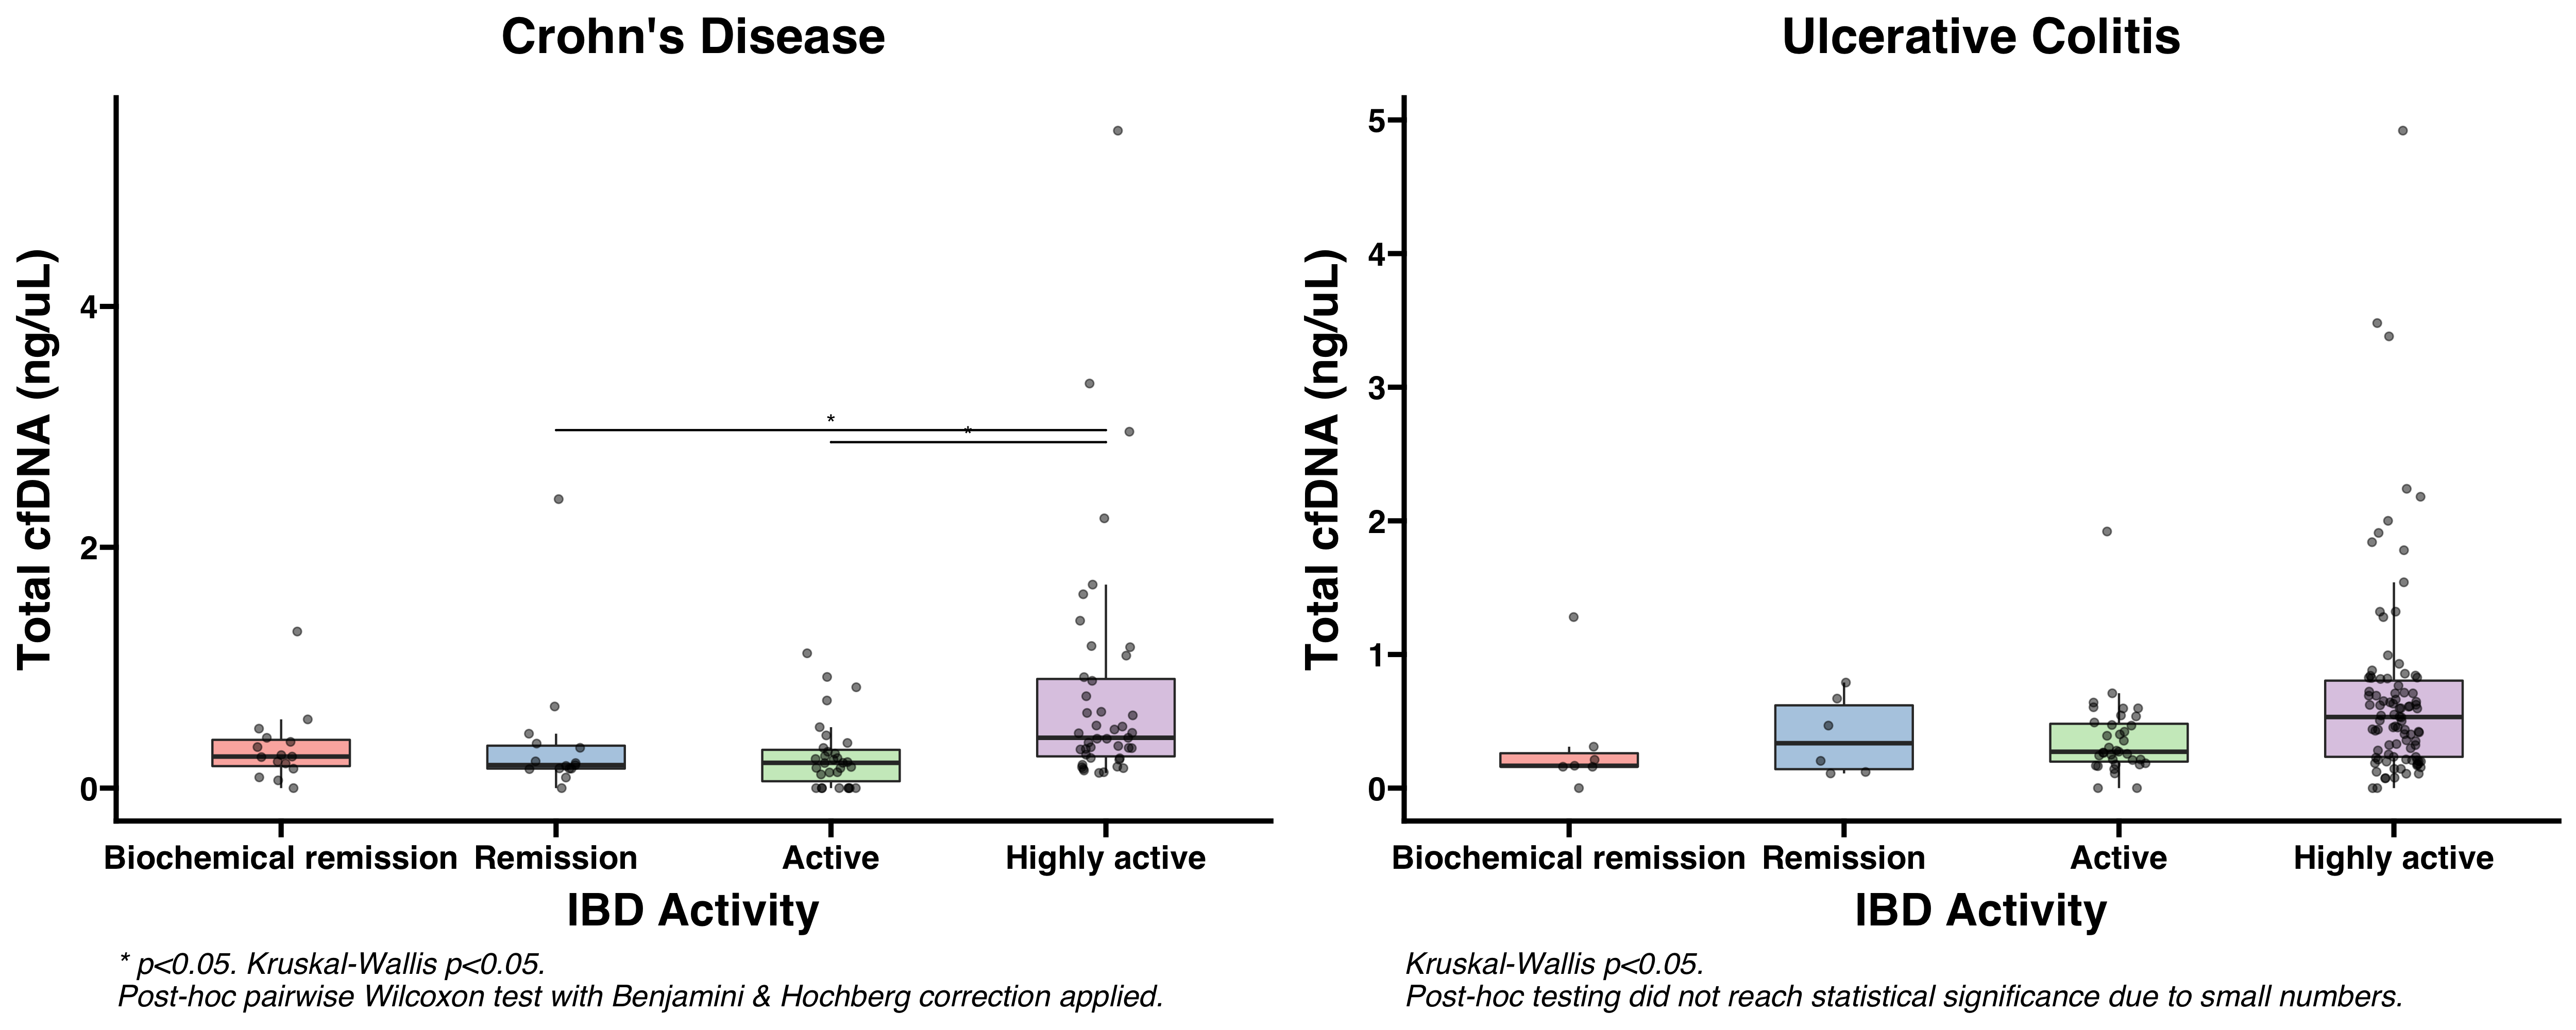 Crohn's Disease
Total cfDNA (ng/uL)
4
2
0
*
*
Biochemical remission Remission Active Highly active
IBD Activity
* p<0.05. Kruskal-Wallis p<0.05.
Post-hoc pairwise Wilcoxon test with Benjamini & Hochberg correction applied.
Ulcerative Colitis
Total cfDNA (ng/uL)
5
4
3
2
1
0
Biochemical remission Remission Active Highly active
IBD Activity
Kruskal-Wallis p<0.05.
Post-hoc testing did not reach statistical significance due to small numbers.